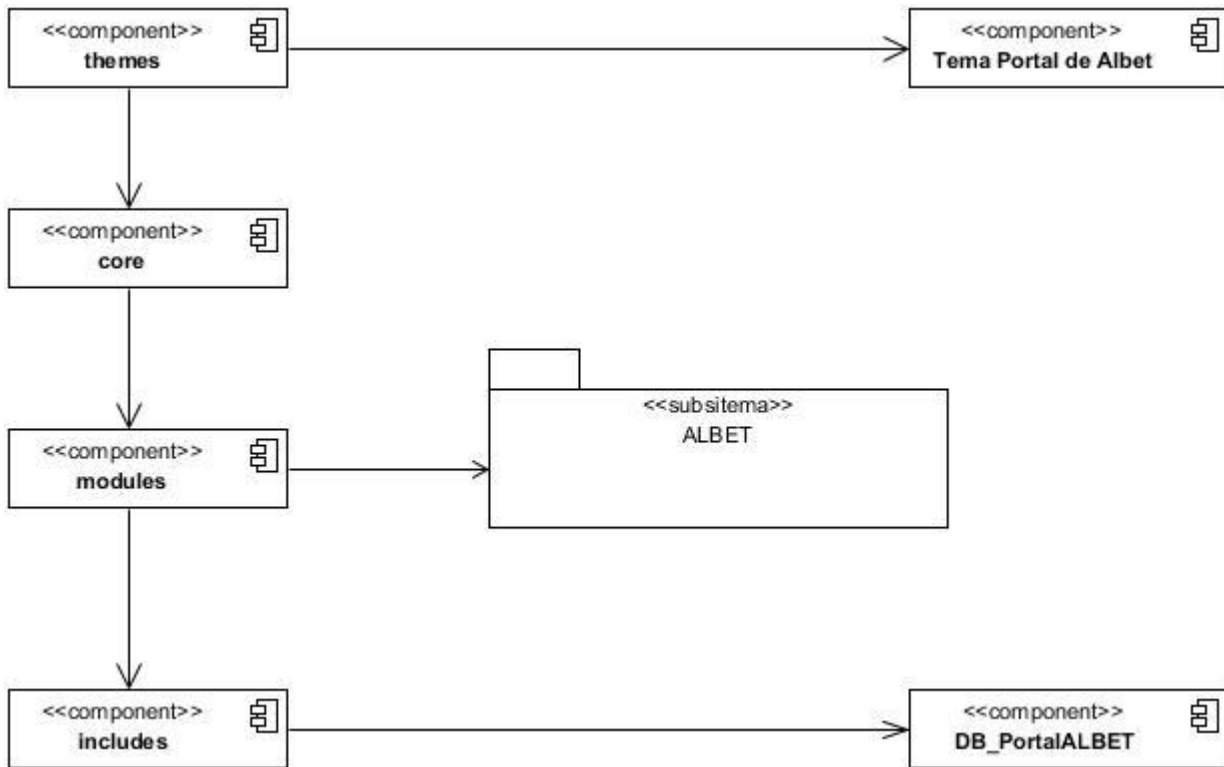 <<component>>
themes
<<component>>
Tema Portal de Albet
<<component>>
core
<<subsitema>>
ALBET
<<component>>
modules
<<component>>
includes
<<component>>
DB_PortalALBET